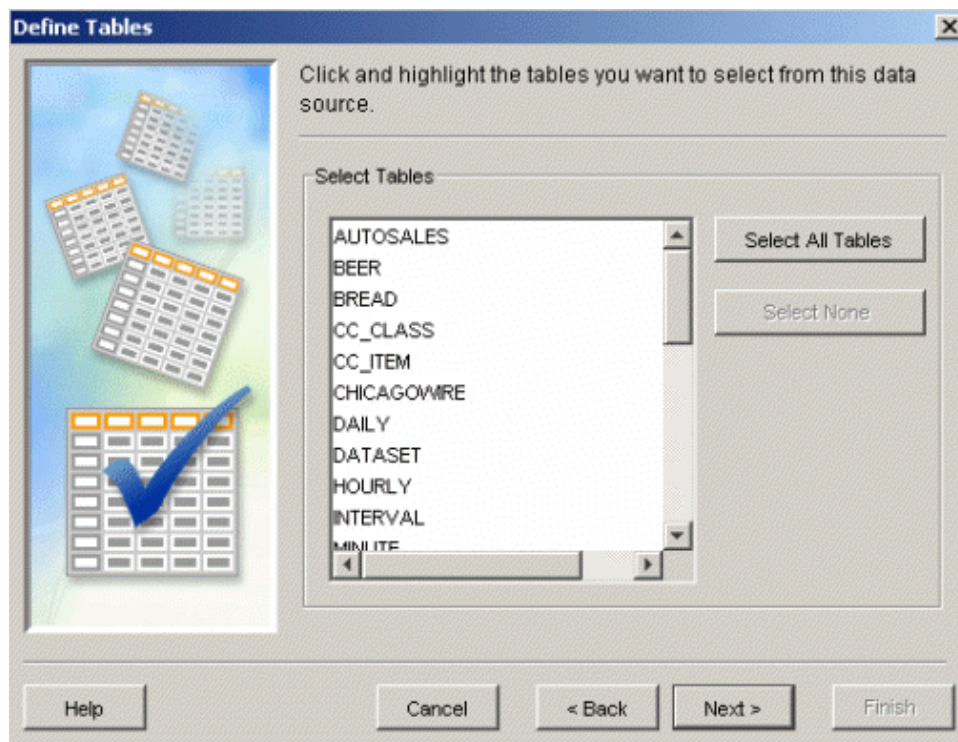 Define Tables
Click and highlight the tables you want to select from this data
source.
Select Tables
AUTOSALES
BEER
BREAD
CC_CLASS
CC_ITEM
CHICAGOWIRE
DAILY
DATASET
HOURLY
INTERVAL
MINUTE
Select All Tables
Select None
Help
Cancel
< Back
Next >
Finish